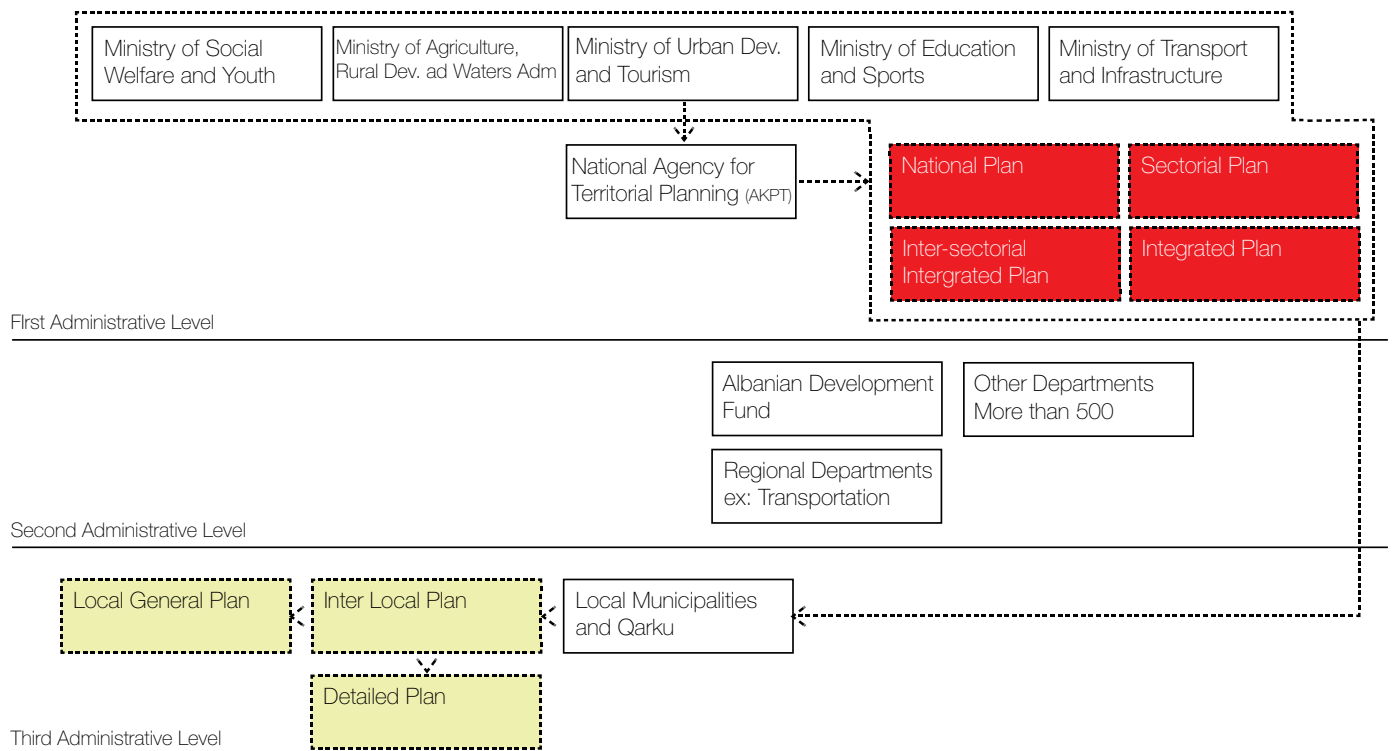 Ministry of Social
Welfare and Youth
Ministry of Agriculture,
Rural Dev. ad Waters Adm
Ministry of Urban Dev.
and Tourism
Ministry of Education
and Sports
Ministry of Transport
and Infrastructure
National Agency for
Territorial Planning (AKPT)
National Plan
Sectorial Plan
Inter-sectorial
Intergrated Plan
Integrated Plan
FIrst Administrative Level
Albanian Development
Fund
Other Departments
More than 500
Regional Departments
ex: Transportation
Second Administrative Level
Local General Plan
Inter Local Plan
Local Municipalities
and Qarku
Detailed Plan
Third Administrative Level